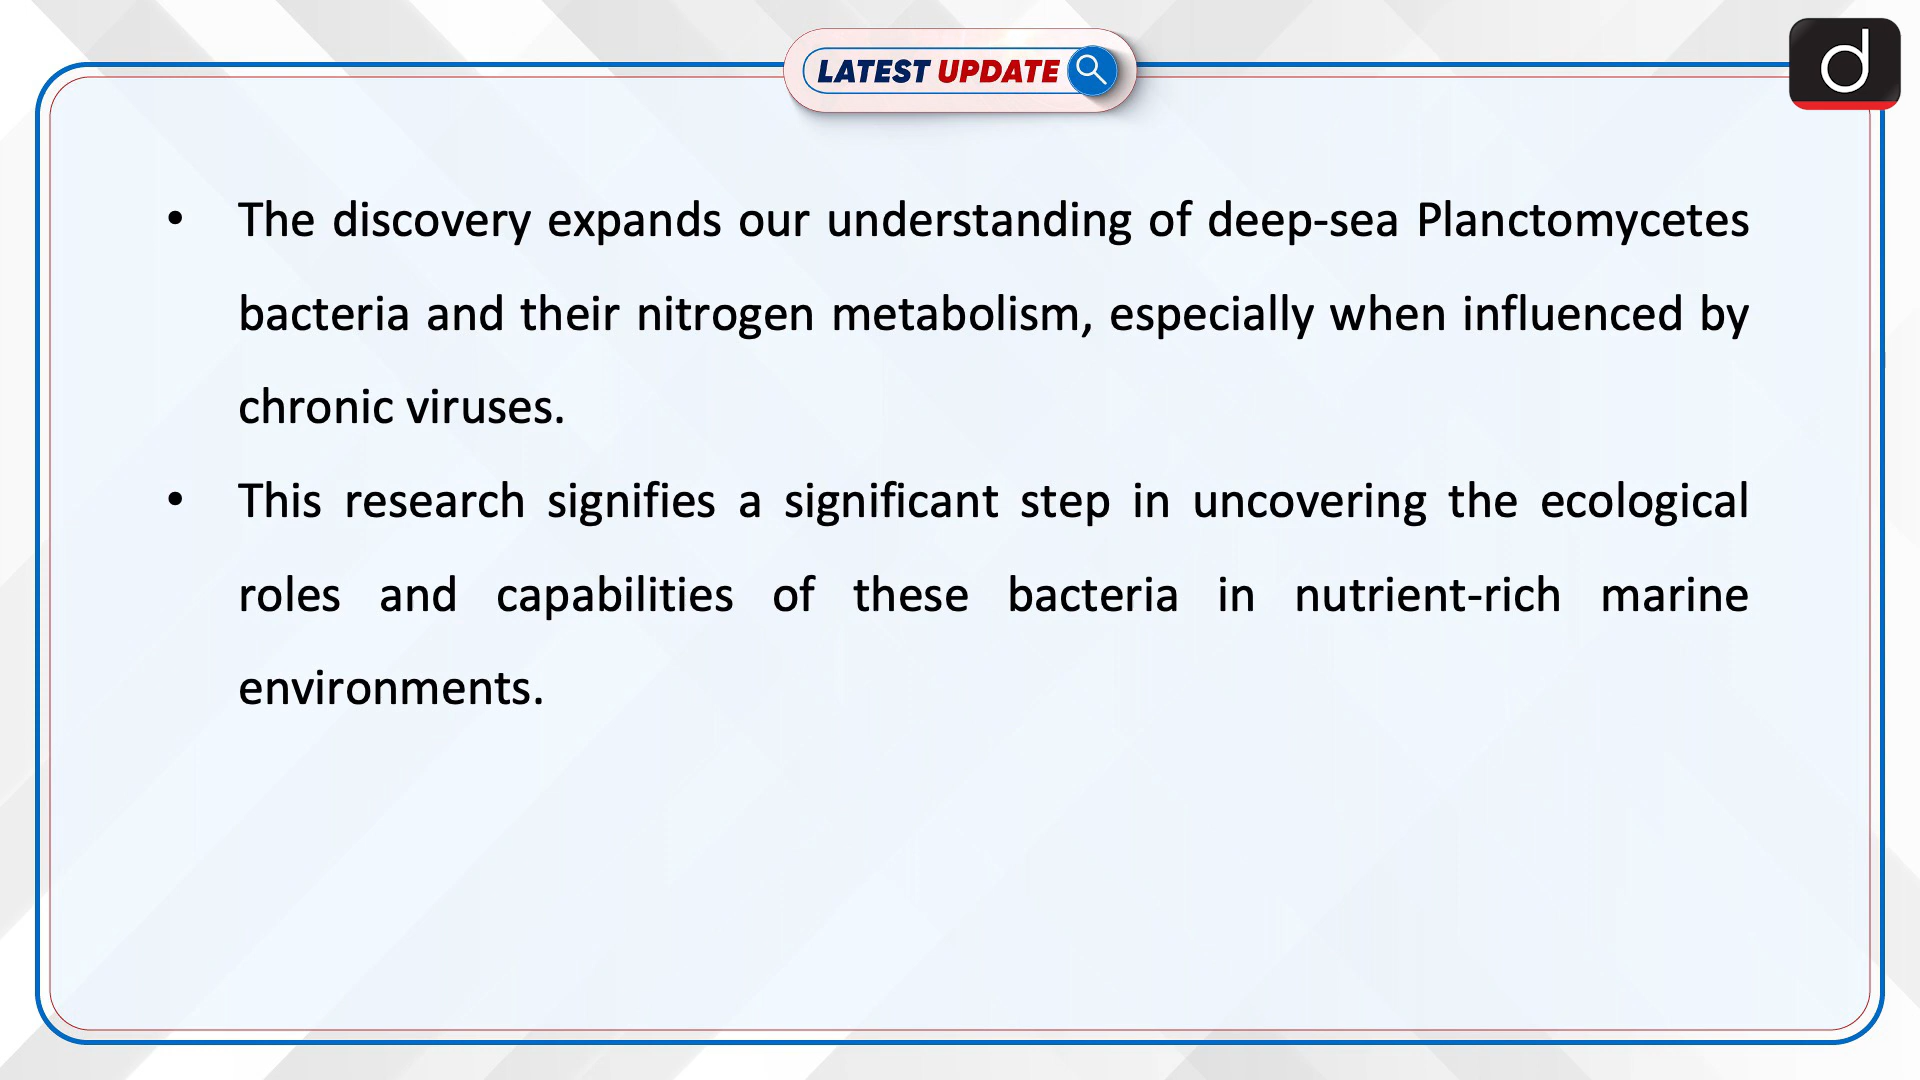 LATEST UPDATE
d
• The discovery expands our understanding of deep-sea Planctomycetes
bacteria and their nitrogen metabolism, especially when influenced by
chronic viruses.
• This research signifies a significant step in uncovering the ecological
roles and capabilities of these bacteria in nutrient-rich marine
environments.